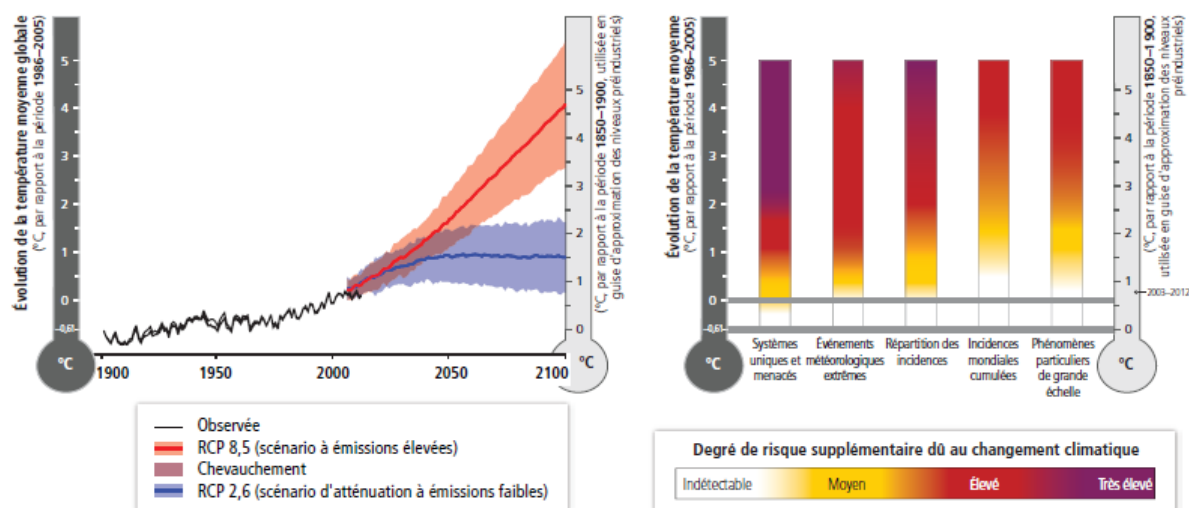 Évolution de la température moyenne globale
(°C, par rapport à la période 1986–2005)
°C
5
4
3
2
1
0
–0,61
°C
°C
5
4
3
2
1
0
°C
(°C, par rapport à la période 1850–1900, utilisée en
guise d'approximation des niveaux préindustriels)
1900
1950
2000
2050
2100
Observée
RCP 8,5 (scénario à émissions élevées)
Chevauchement
RCP 2,6 (scénario d'atténuation à émissions faibles)
Évolution de la température moyenne
(°C, par rapport à la période 1986–2005)
°C
5
4
3
2
1
0
–0,61
°C
°C
5
4
3
2
1
0
°C
(°C, par rapport à la période 1850–1 900,
utilisée en guise d'approximation des niveaux
préindustriels)
2003–2012
Systèmes
uniques et
menacés
Événements
météorologiques
extrêmes
Répartition des
incidences
Incidences
mondiales
cumulées
Phénomènes
particuliers
de grande
échelle
Degré de risque supplémentaire dû au changement climatique
Indétectable
Moyen
Élevé
Très élevé